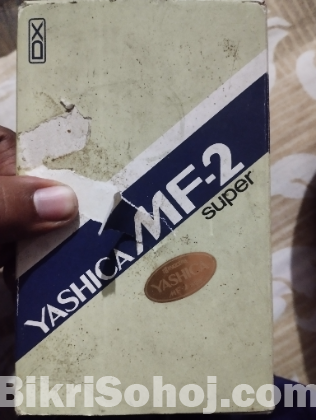 DX
YASHICA MF-2
super
YASHICA
BikriSohoj.com